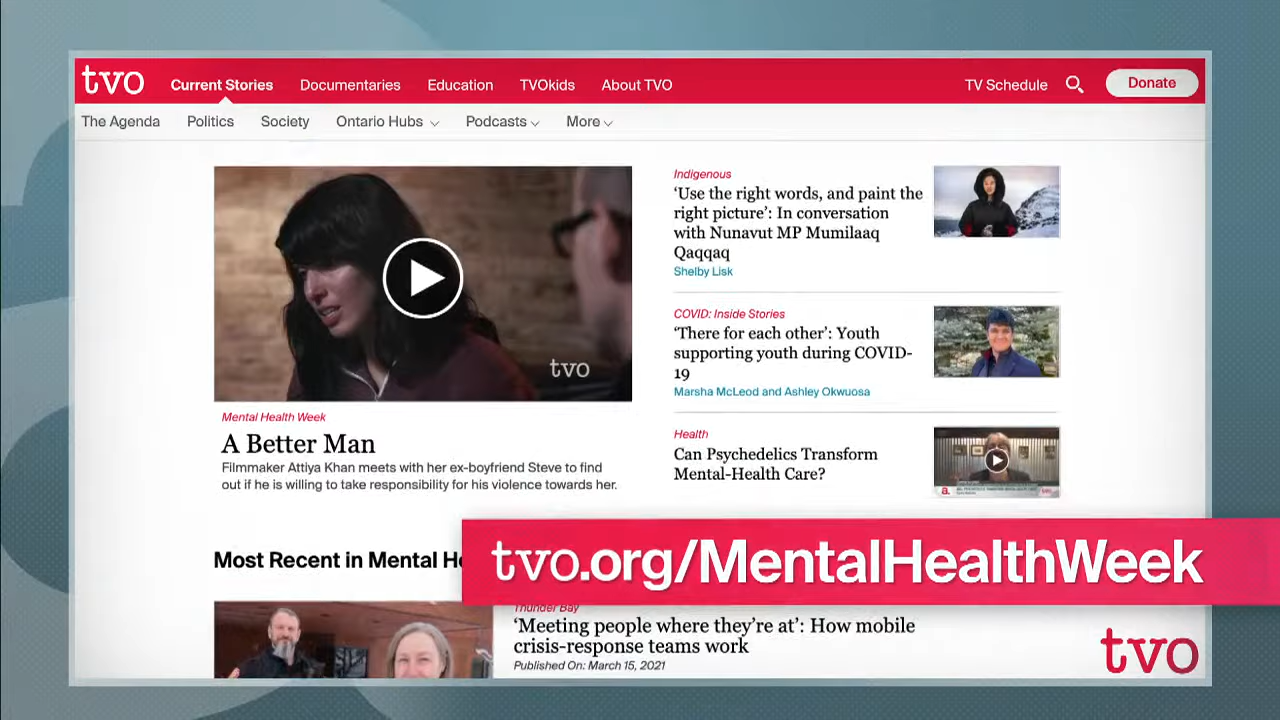 tvo
Current Stories
Documentaries
Education
TVOkids
About TVO
TV Schedule
Donate
The Agenda
Politics
Society
Ontario Hubs
Podcasts
More
tvo
Mental Health Week
A Better Man
Filmmaker Attiya Khan meets with her ex-boyfriend Steve to find
out if he is willing to take responsibility for his violence towards her.
Indigenous
‘Use the right words, and paint the
right picture’: In conversation
with Nunavut MP Mumilaaq
Qaqqaq
Shelby Lisk
COVID: Inside Stories
‘There for each other’: Youth
supporting youth during COVID-
19
Marsha McLeod and Ashley Okwuosa
Health
Can Psychedelics Transform
Mental-Health Care?
a.
Most Recent in Mental He
tvo.org/MentalHealthWeek
Thunder Bay
‘Meeting people where they’re at’: How mobile
crisis-response teams work
Published On: March 15, 2021
tvo